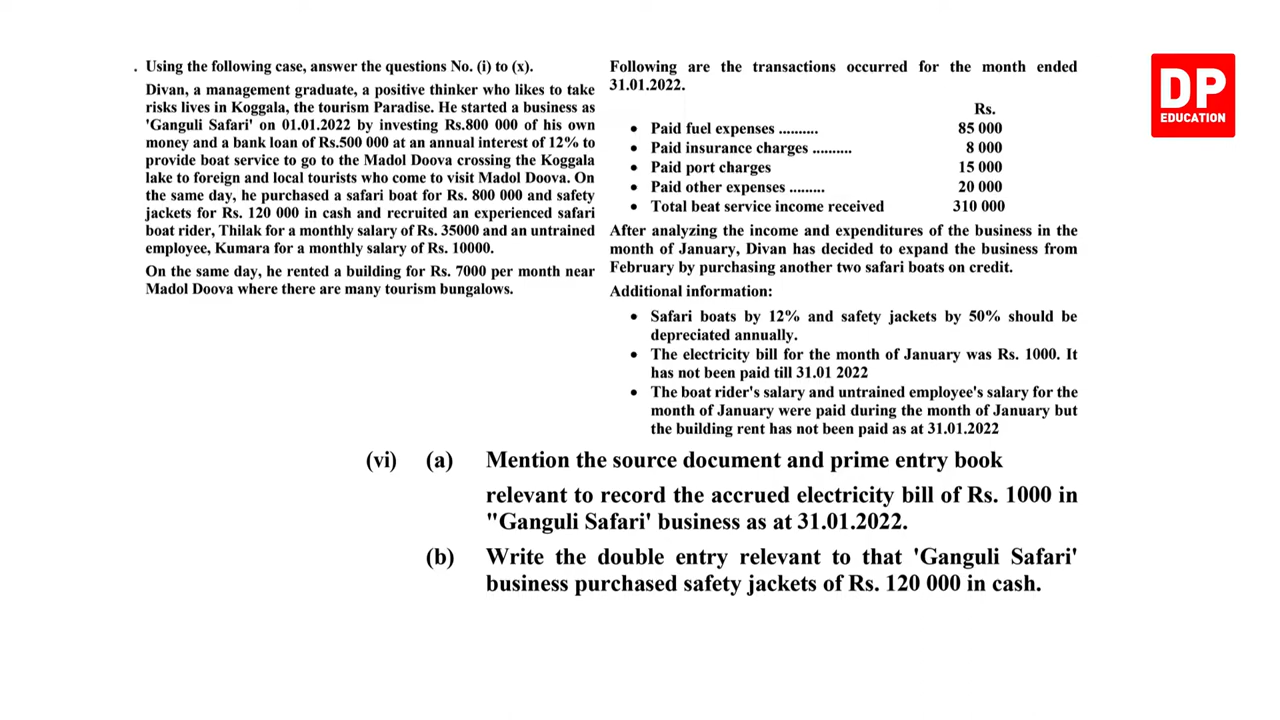 . Using the following case, answer the questions No. (i) to (x).
Divan, a management graduate, a positive thinker who likes to take
risks lives in Koggala, the tourism Paradise. He started a business as
'Ganguli Safari' on 01.01.2022 by investing Rs.800 000 of his own
money and a bank loan of Rs.500 000 at an annual interest of 12% to
provide boat service to go to the Madol Doova crossing the Koggala
lake to foreign and local tourists who come to visit Madol Doova. On
the same day, he purchased a safari boat for Rs. 800 000 and safety
jackets for Rs. 120 000 in cash and recruited an experienced safari
boat rider, Thilak for a monthly salary of Rs. 35000 and an untrained
employee, Kumara for a monthly salary of Rs. 10000.
On the same day, he rented a building for Rs. 7000 per month near
Madol Doova where there are many tourism bungalows.
Following are the transactions occurred for the month ended
31.01.2022.
Rs.
• Paid fuel expenses .......... 85 000
• Paid insurance charges .......... 8 000
• Paid port charges 15 000
• Paid other expenses ......... 20 000
• Total beat service income received 310 000
After analyzing the income and expenditures of the business in the
month of January, Divan has decided to expand the business from
February by purchasing another two safari boats on credit.
Additional information:
• Safari boats by 12% and safety jackets by 50% should be
depreciated annually.
• The electricity bill for the month of January was Rs. 1000. It
has not been paid till 31.01 2022
• The boat rider's salary and untrained employee's salary for the
month of January were paid during the month of January but
the building rent has not been paid as at 31.01.2022
(vi) (a) Mention the source document and prime entry book
relevant to record the accrued electricity bill of Rs. 1000 in
"Ganguli Safari' business as at 31.01.2022.
(b) Write the double entry relevant to that 'Ganguli Safari'
business purchased safety jackets of Rs. 120 000 in cash.
DP
EDUCATION